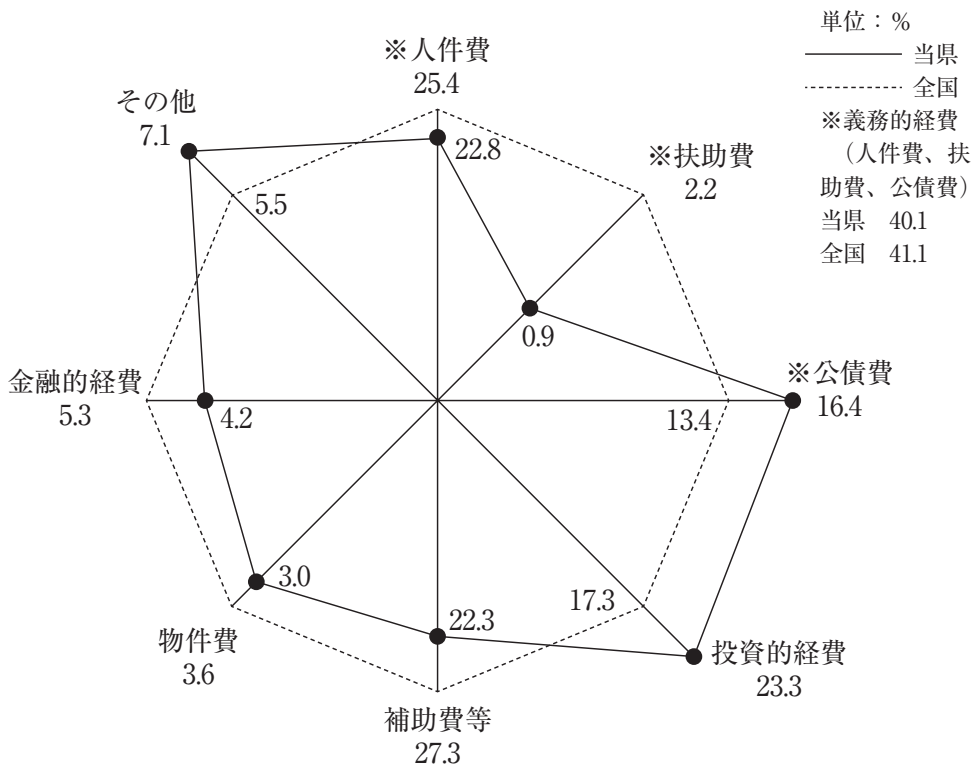 単位：%
当県
全国
※義務的経費
（人件費、扶
助費、公債費）
当県　40.1
全国　41.1
※人件費
25.4
22.8
※扶助費
2.2
0.9
※公債費
16.4
13.4
投資的経費
23.3
17.3
補助費等
27.3
22.3
物件費
3.6
3.0
金融的経費
5.3
4.2
その他
7.1
5.5